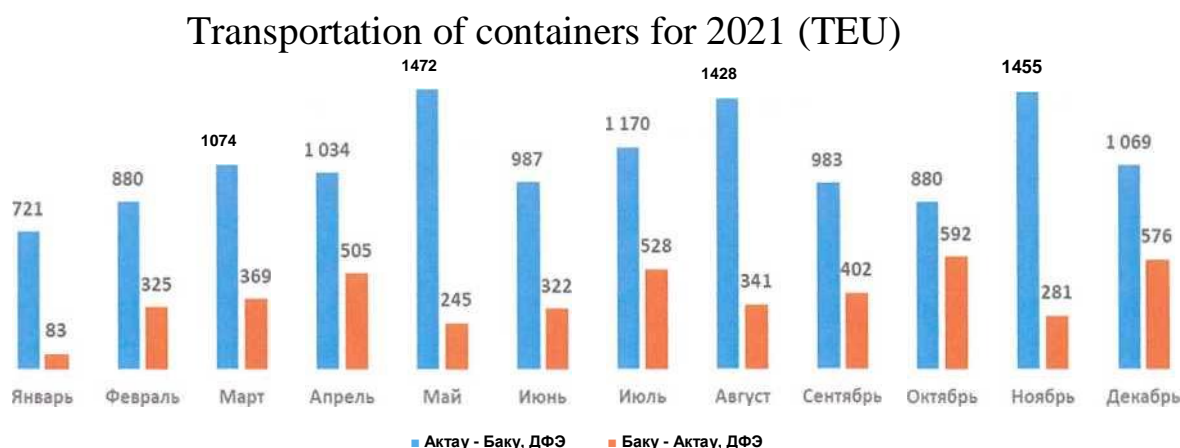 Transportation of containers for 2021 (TEU)
1472 1428 1455
1 170
1074 1 034 1 069
987 983
880 880
721
592 576
505 528
402
325 369 322 341
245 281
83
Январь Февраль Март Апрель Май Июнь Июль Август Сентябрь Октябрь Ноябрь Декабрь
Актау - Баку, ДФЭ Баку - Актау, ДФЭ